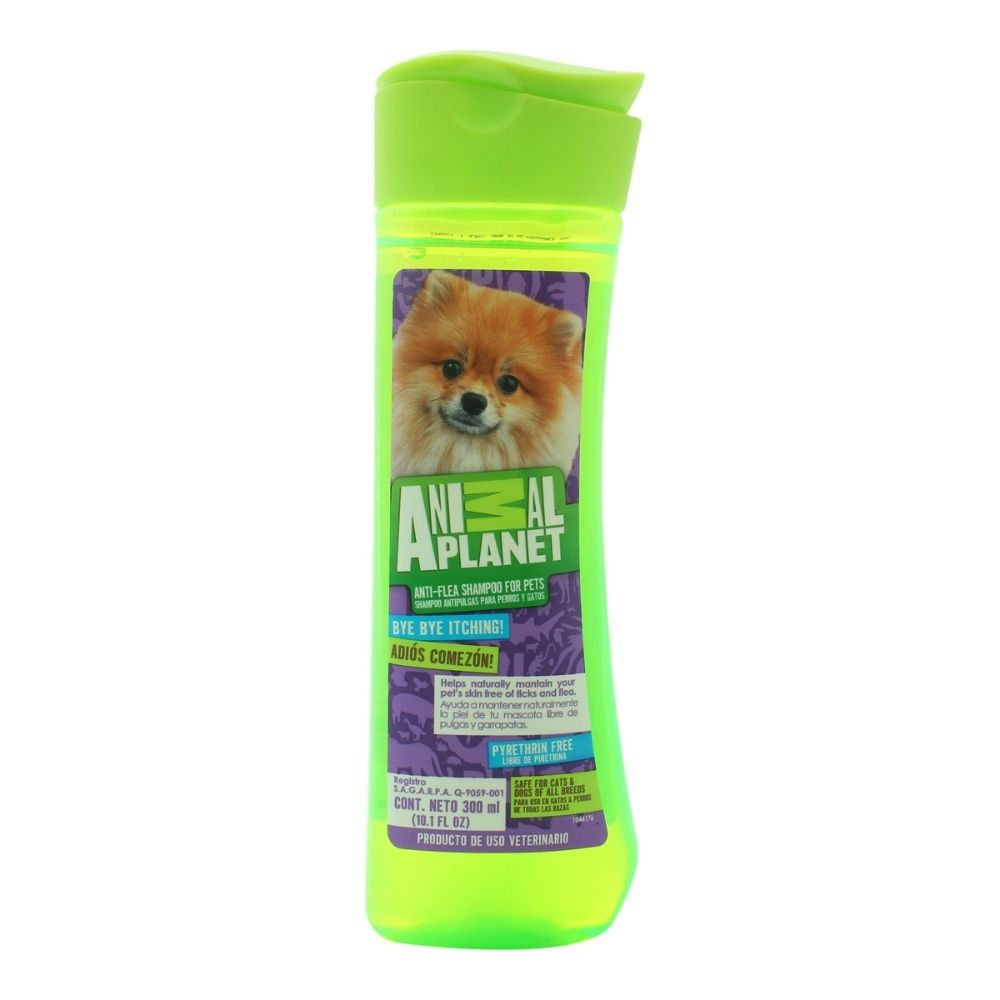 ANIMAL
PLANET
ANTI-FLEA SHAMPOO FOR PETS
SHAMPOO ANTIPULGAS PARA PERROS Y GATOS
BYE BYE ITCHING!
ADIÓS COMEZÓN!
Helps naturally mantain your
pet's skin free of ticks and flea.
Ayuda a mantener naturalmente
la piel de tu mascota libre de
pulgas y garrapatas.
PYRETHRIN FREE
LIBRE DE PIRETRINA
Registro
S.A.G.A.R.P.A. Q-9059-001
CONT. NETO 300 ml
(10.1 FL OZ)
SAFE FOR CATS &
DOGS OF ALL BREEDS
PARA USO EN GATOS & PERROS
DE TODAS LAS RAZAS
1044176
PRODUCTO DE USO VETERINARIO